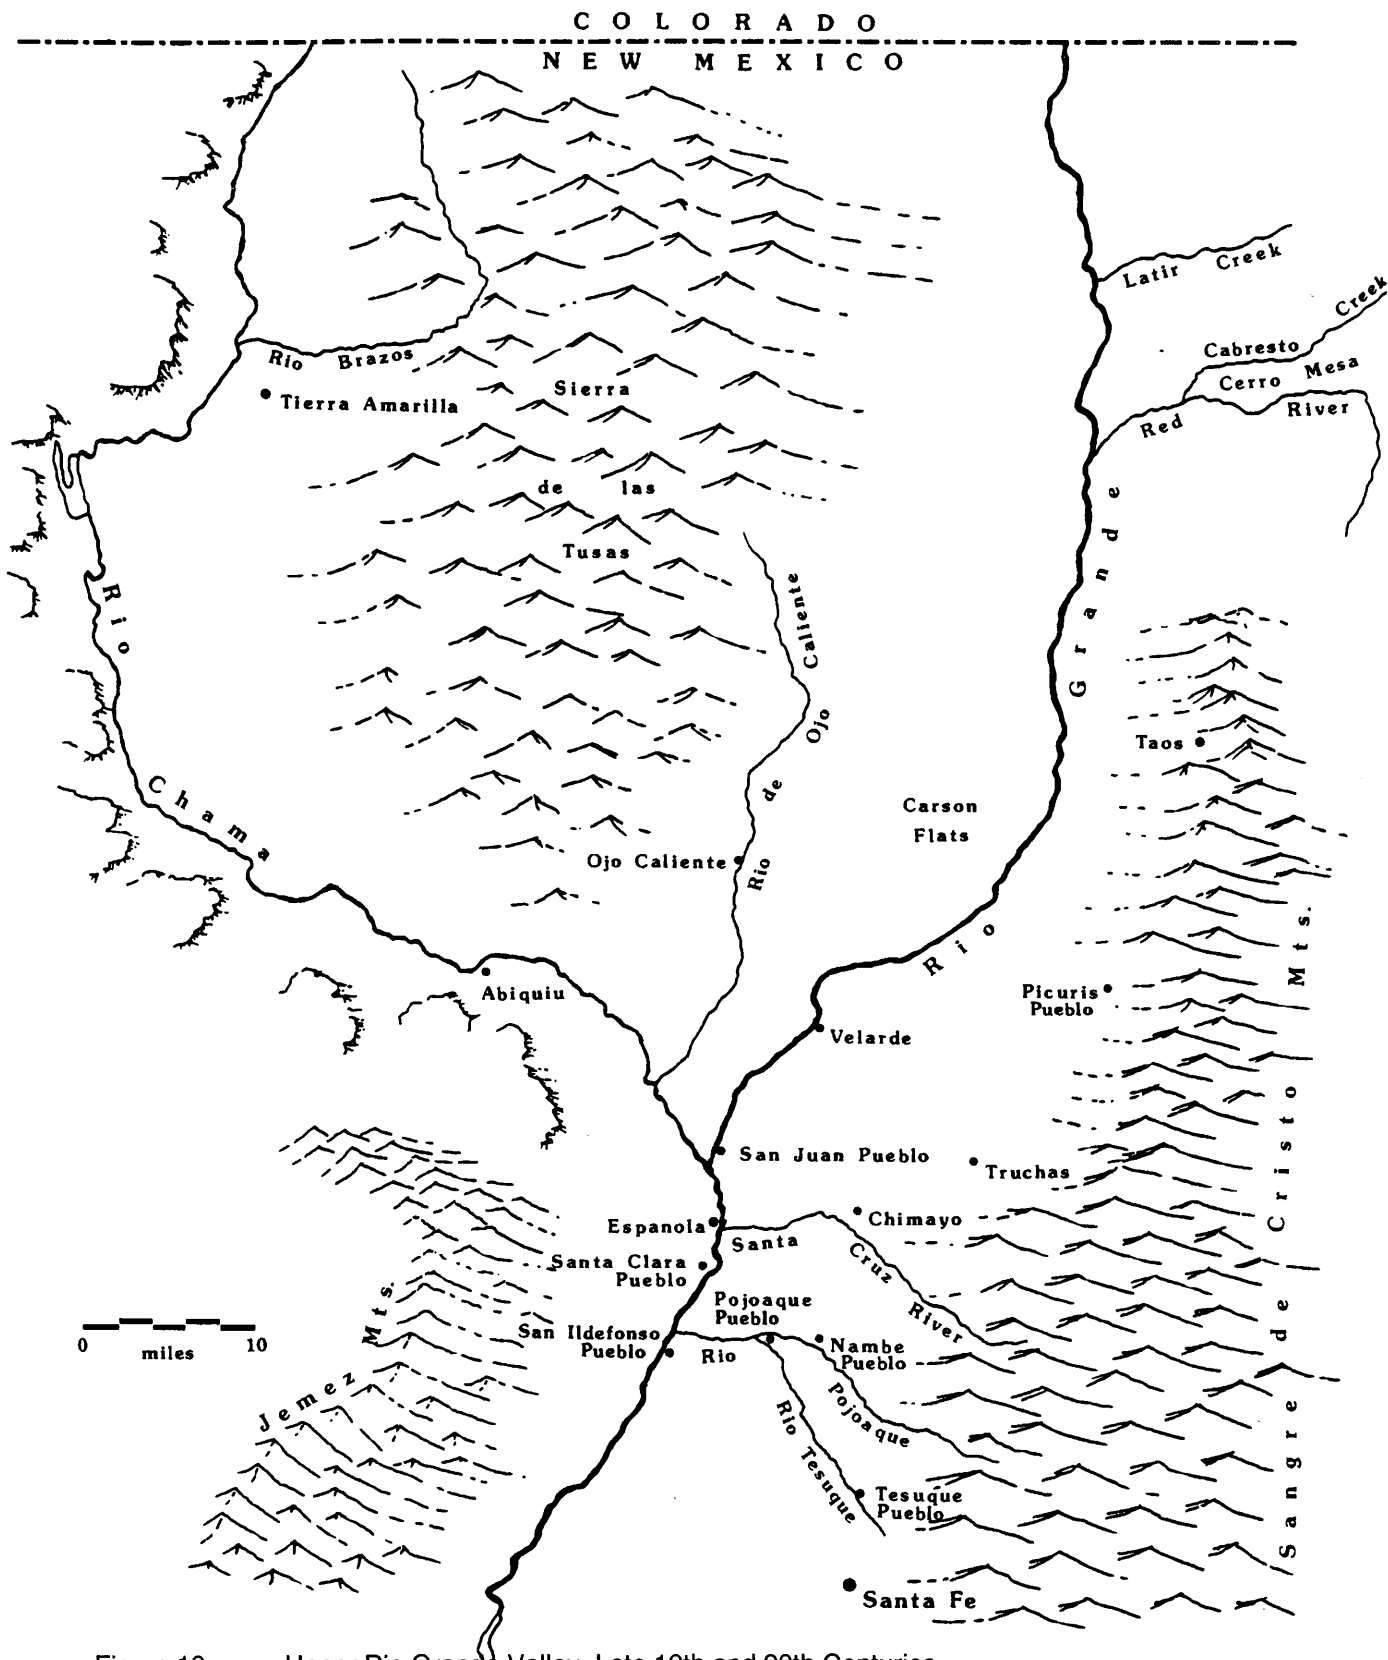 COLORADO
NEW MEXICO
Latir Creek
Cabresto Creek
Cerro Mesa
Red River
Rio Brazos
Tierra Amarilla
Sierra
de las
Tusas
Rio Chama
Rio de Ojo Caliente
Rio Grande
Taos
Carson
Flats
Ojo Caliente
Abiquiu
Picuris
Pueblo
Velarde
San Juan Pueblo
Truchas
Espanola
Chimayo
Santa Cruz River
Santa Clara
Pueblo
Pojoaque
Pueblo
San Ildefonso
Pueblo
Nambe
Pueblo
Rio Pojoaque
Rio Tesuque
Tesuque
Pueblo
Santa Fe
Sangre de Cristo Mts.
Jemez Mts.
0 10
miles